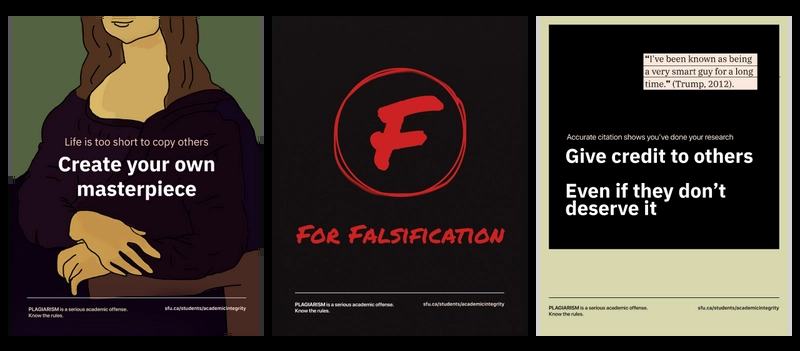 Life is too short to copy others
Create your own
masterpiece
PLAGIARISM is a serious academic offense.
Know the rules.
sfu.ca/students/academicintegrity
F
FOR FALSIFICATION
PLAGIARISM is a serious academic offense.
Know the rules.
sfu.ca/students/academicintegrity
"I've been known as being
a very smart guy for a long
time." (Trump, 2012).
Accurate citation shows you've done your research
Give credit to others
Even if they don't
deserve it
PLAGIARISM is a serious academic offense.
Know the rules.
sfu.ca/students/academicintegrity